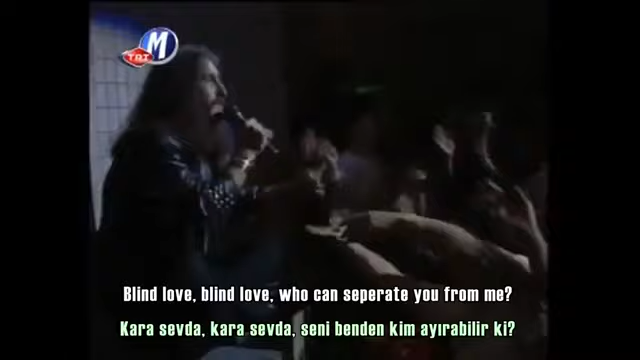 M
TRT
Blind love, blind love, who can seperate you from me?
Kara sevda, kara sevda, seni benden kim ayırabilir ki?